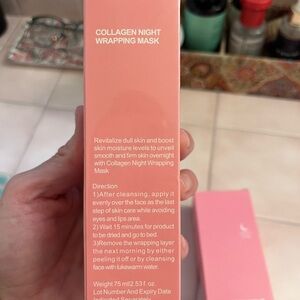 COLLAGEN NIGHT
WRAPPING MASK
Revitalize dull skin and boost
skin moisture levels to unveil
smooth and firm skin overnight
with Collagen Night Wrapping
Mask
Direction
1)After cleansing, apply it
evenly over the face as the last
step of skin care while avoiding
eyes and lips area.
2) Wait 15 minutes for product
to be dried and go to bed.
3)Remove the wrapping layer
the next morning by either
peeling it off or by cleansing
face with lukewarm water.
Weight 75 ml/2.53 fl. oz
Lot Number And Expiry Date
Indicated Separately